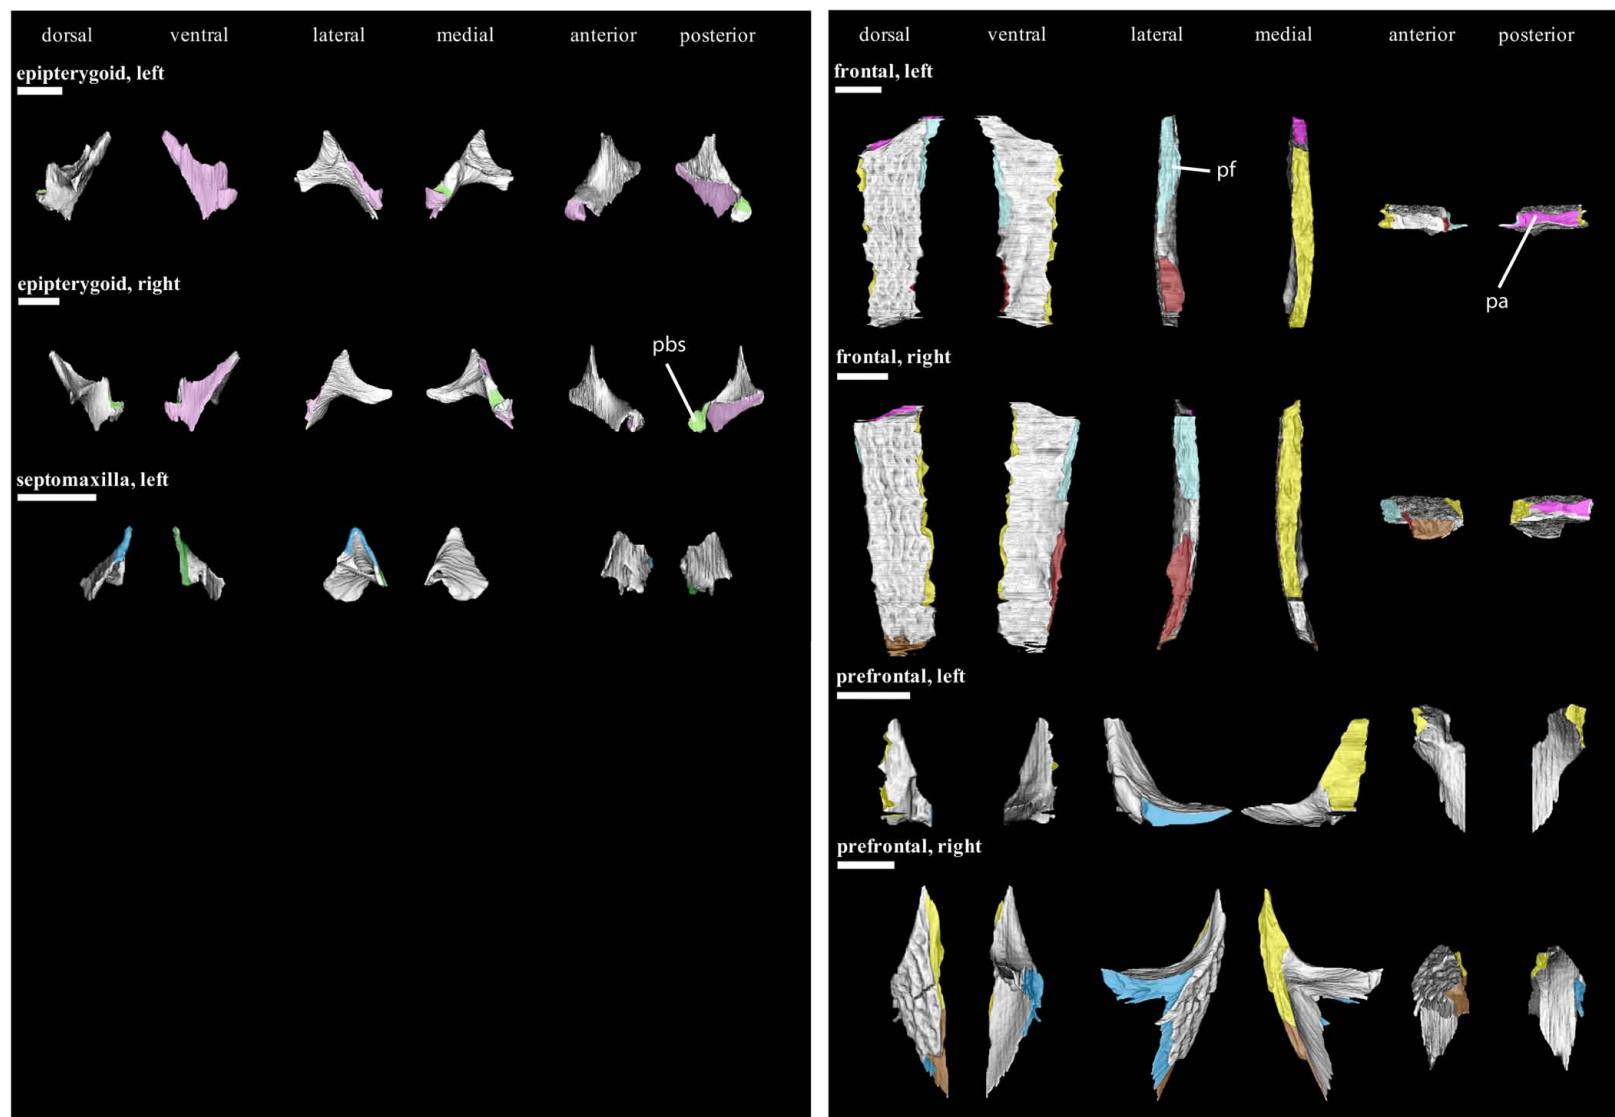 dorsal ventral lateral medial anterior posterior
epipterygoid, left
epipterygoid, right
pbs
septomaxilla, left
dorsal ventral lateral medial anterior posterior
frontal, left
pf
pa
frontal, right
prefrontal, left
prefrontal, right